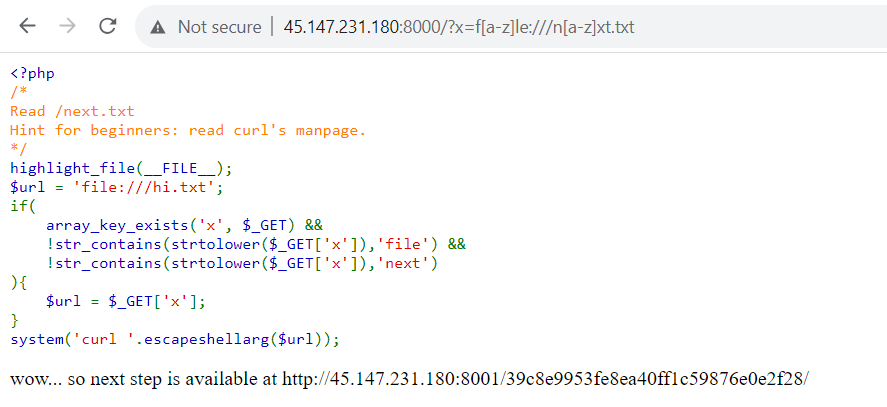 Not secure | 45.147.231.180:8000/?x=f[a-z]le:///n[a-z]xt.txt
<?php
/*
Read /next.txt
Hint for beginners: read curl's manpage.
*/
highlight_file(__FILE__);
$url = 'file:///hi.txt';
if(
    array_key_exists('x', $_GET) &&
    !str_contains(strtolower($_GET['x']),'file') &&
    !str_contains(strtolower($_GET['x']),'next')
){
    $url = $_GET['x'];
}
system('curl '.escapeshellarg($url));
wow... so next step is available at http://45.147.231.180:8001/39c8e9953fe8ea40ff1c59876e0e2f28/